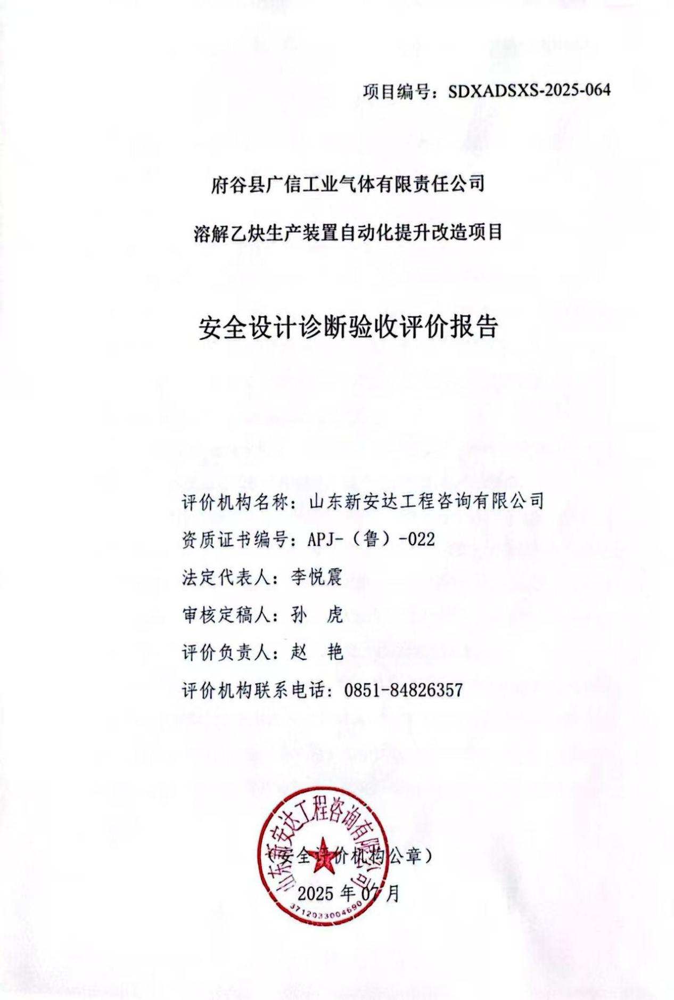 项目编号：SDXADSXS-2025-064
府谷县广信工业气体有限责任公司
溶解乙炔生产装置自动化提升改造项目
安全设计诊断验收评价报告
评价机构名称：山东新安达工程咨询有限公司
资质证书编号：APJ-（鲁）-022
法定代表人：李悦震
审核定稿人：孙　虎
评价负责人：赵　艳
评价机构联系电话：0851-84826357
山东新安达工程咨询有限公司
（安全评价机构公章）
2025 年 07 月
3712033004690